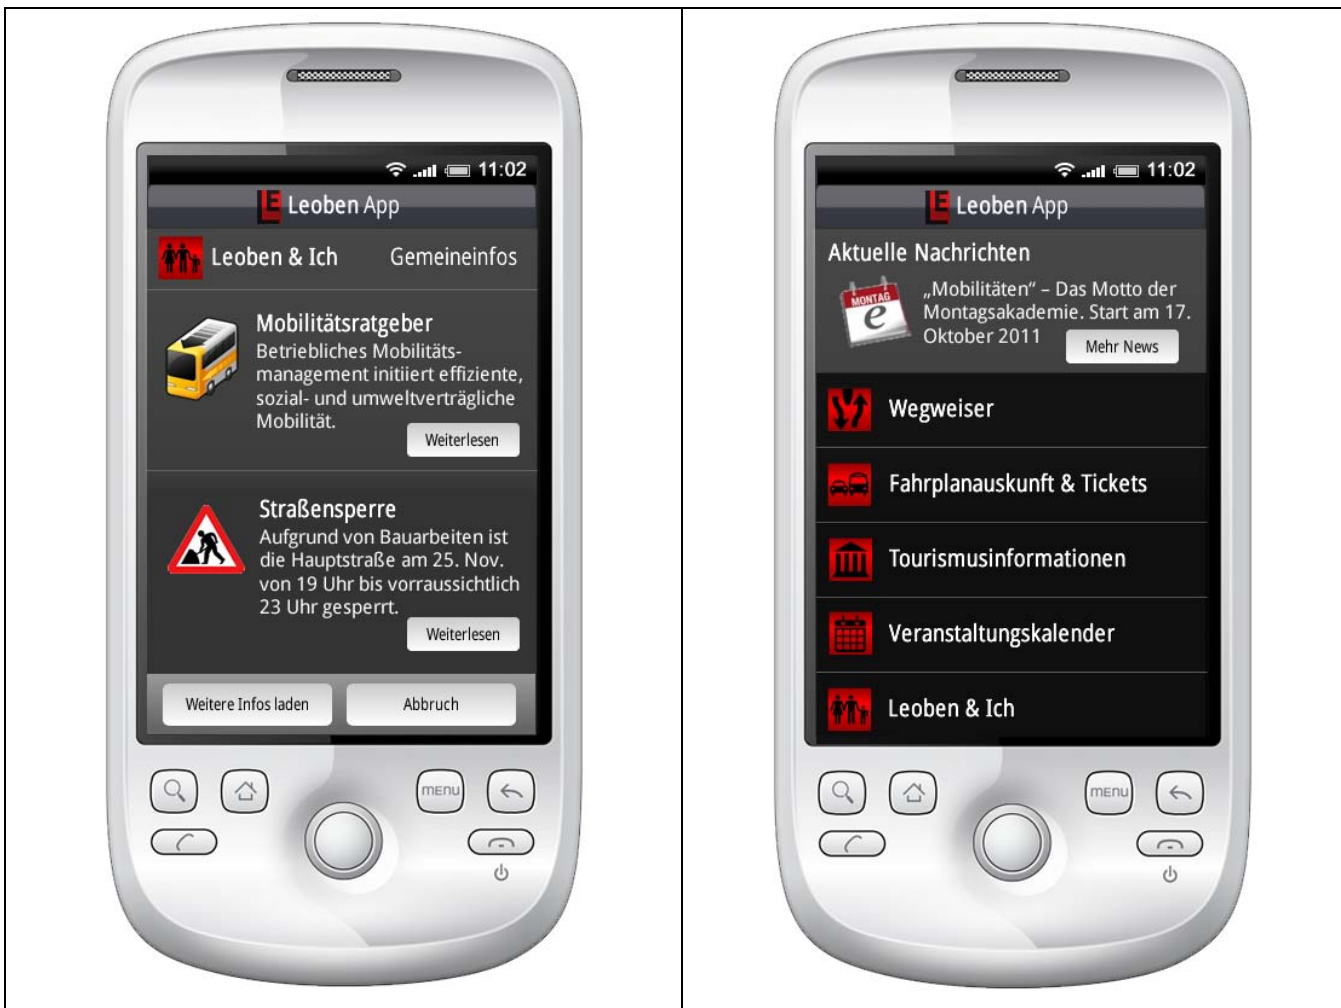 11:02
LE Leoben App
Leoben & Ich Gemeineinfos
Mobilitätsratgeber
Betriebliches Mobilitäts-
management initiiert effiziente,
sozial- und umweltverträgliche
Mobilität.
Weiterlesen
Straßensperre
Aufgrund von Bauarbeiten ist
die Hauptstraße am 25. Nov.
von 19 Uhr bis vorraussichtlich
23 Uhr gesperrt.
Weiterlesen
Weitere Infos laden Abbruch
MENU
11:02
LE Leoben App
Aktuelle Nachrichten
MONTAG
e
„Mobilitäten“ – Das Motto der
Montagsakademie. Start am 17.
Oktober 2011
Mehr News
Wegweiser
Fahrplanauskunft & Tickets
Tourismusinformationen
Veranstaltungskalender
Leoben & Ich
MENU